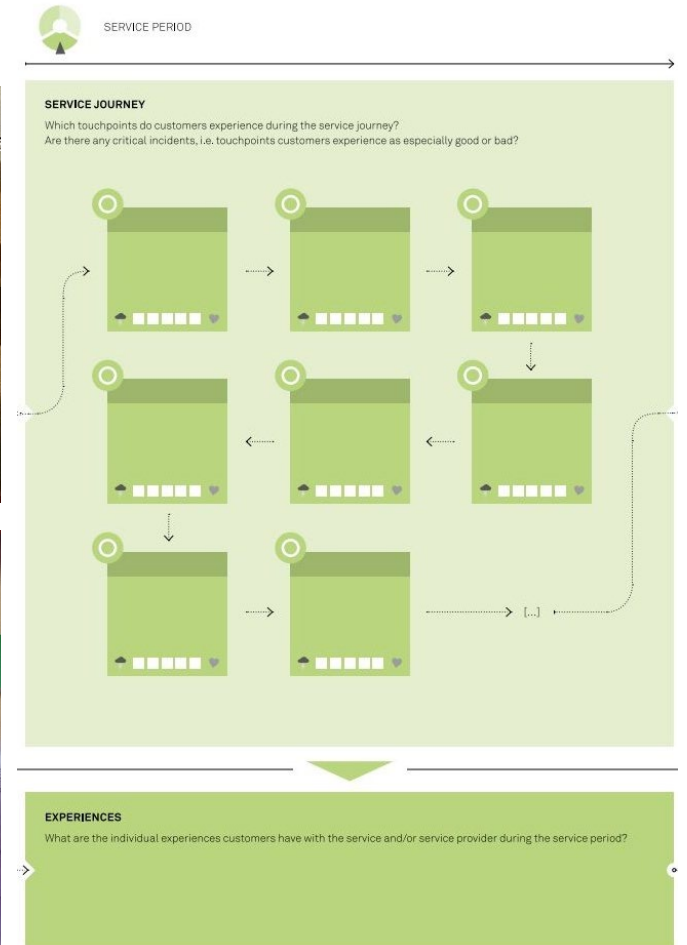 SERVICE PERIOD
SERVICE JOURNEY
Which touchpoints do customers experience during the service journey?
Are there any critical incidents, i.e. touchpoints customers experience as especially good or bad?
[...]
EXPERIENCES
What are the individual experiences customers have with the service and/or service provider during the service period?